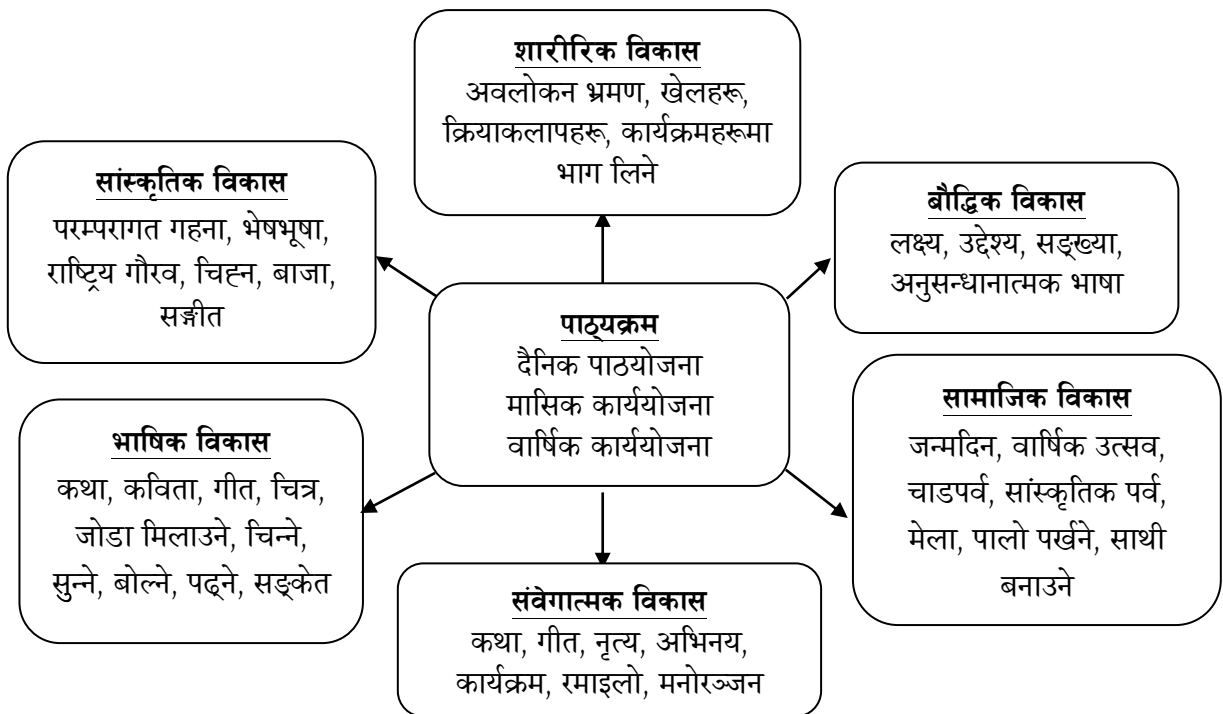 शारीरिक विकास
अवलोकन भ्रमण, खेलहरू,
क्रियाकलापहरू, कार्यक्रमहरूमा
भाग लिने
सांस्कृतिक विकास
परम्परागत गहना, भेषभूषा,
राष्ट्रिय गौरव, चिह्न, बाजा,
सङ्गीत
बौद्धिक विकास
लक्ष्य, उद्देश्य, सङ्ख्या,
अनुसन्धानात्मक भाषा
पाठ्यक्रम
दैनिक पाठयोजना
मासिक कार्ययोजना
वार्षिक कार्ययोजना
भाषिक विकास
कथा, कविता, गीत, चित्र,
जोडा मिलाउने, चिन्ने,
सुन्ने, बोल्ने, पढ्ने, सङ्केत
सामाजिक विकास
जन्मदिन, वार्षिक उत्सव,
चाडपर्व, सांस्कृतिक पर्व,
मेला, पालो पर्खने, साथी
बनाउने
संवेगात्मक विकास
कथा, गीत, नृत्य, अभिनय,
कार्यक्रम, रमाइलो, मनोरञ्जन